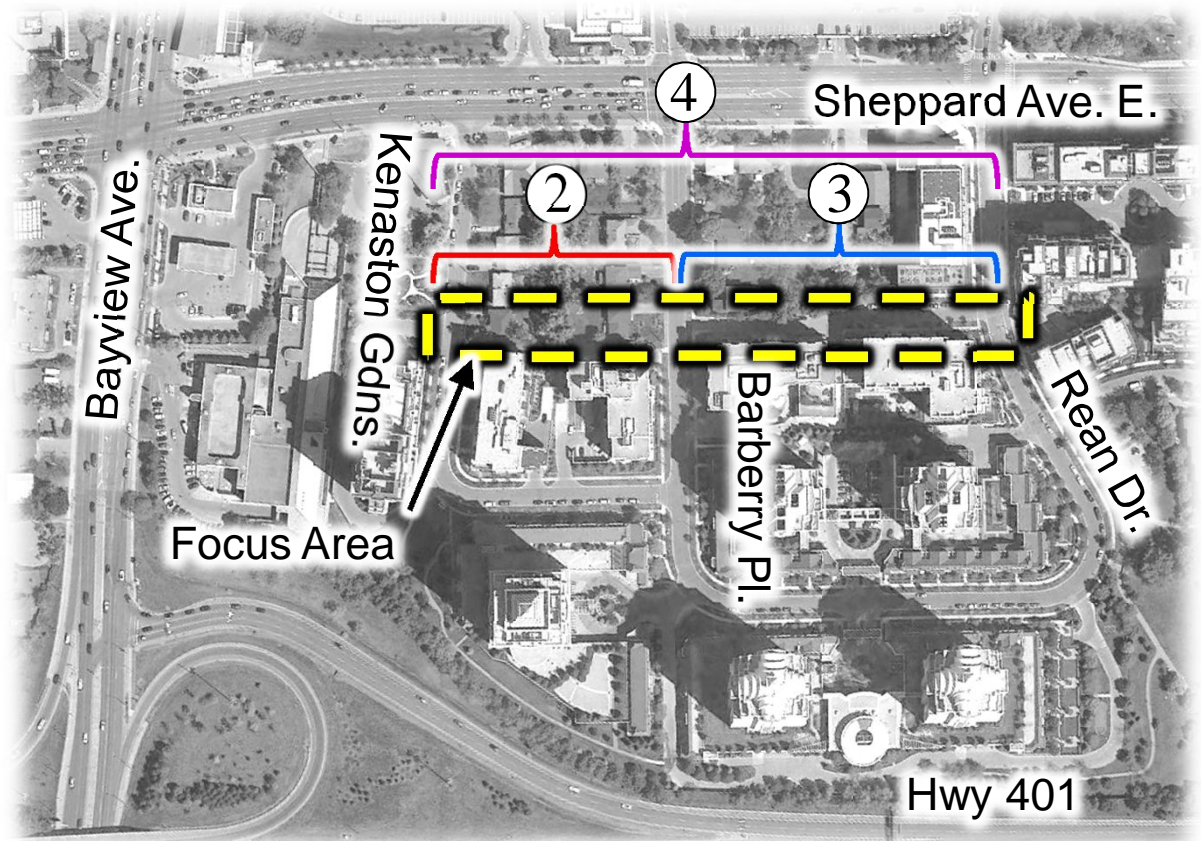 4
Sheppard Ave. E.
Kenaston Gdns.
2
3
Bayview Ave.
Barberry Pl.
Rean Dr.
Focus Area
Hwy 401